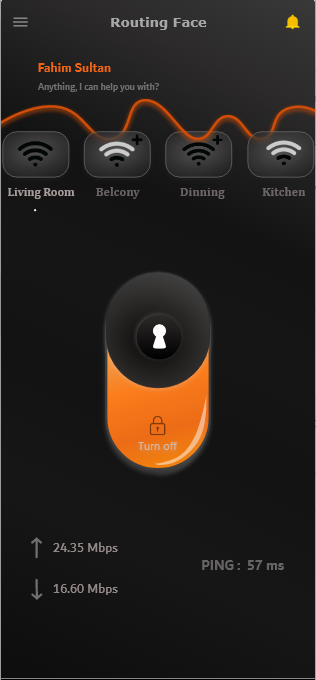 Routing Face
Fahim Sultan
Anything, I can help you with?
Living Room
Belcony
Dinning
Kitchen
Turn off
24.35 Mbps
PING : 57 ms
16.60 Mbps